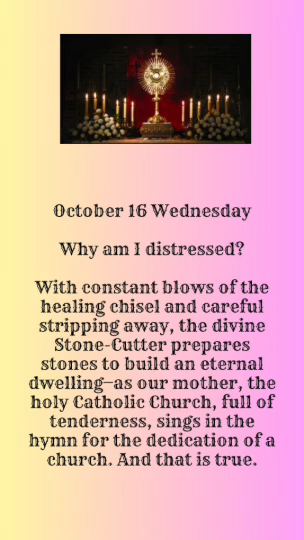 October 16 Wednesday
Why am I distressed?
With constant blows of the
healing chisel and careful
stripping away, the divine
Stone-Cutter prepares
stones to build an eternal
dwelling—as our mother, the
holy Catholic Church, full of
tenderness, sings in the
hymn for the dedication of a
church. And that is true.